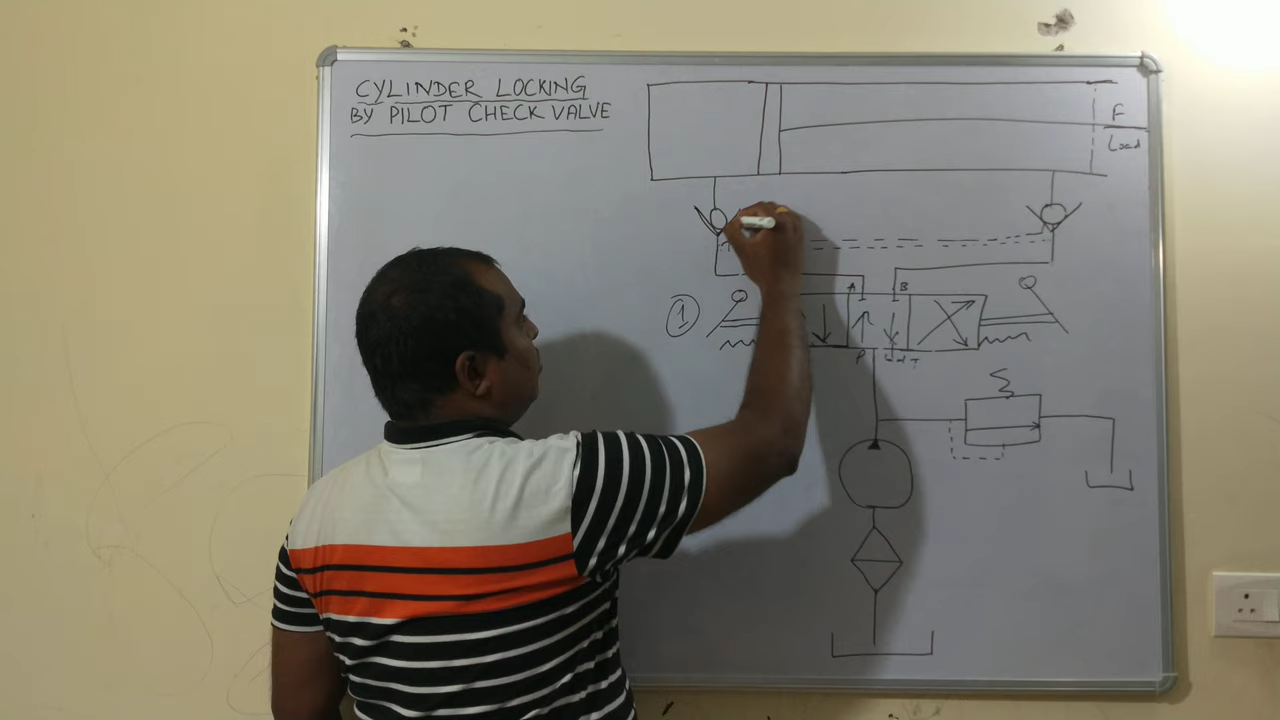 CYLINDER LOCKING
BY PILOT CHECK VALVE
F
Load
A B
1
P T